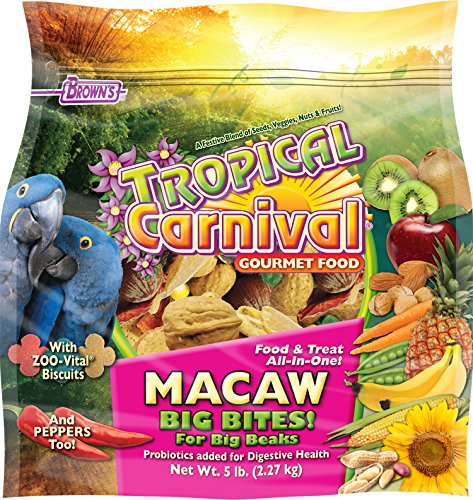 BROWN'S®
A Festive Blend of Seeds, Veggies, Nuts & Fruits!
TROPICAL
Carnival®
GOURMET FOOD
With
ZOO-Vital®
Biscuits
Food & Treat
All-In-One!
MACAW
BIG BITES!
For Big Beaks
And
PEPPERS
Too!
Probiotics added for Digestive Health
Net Wt. 5 lb. (2.27 kg)